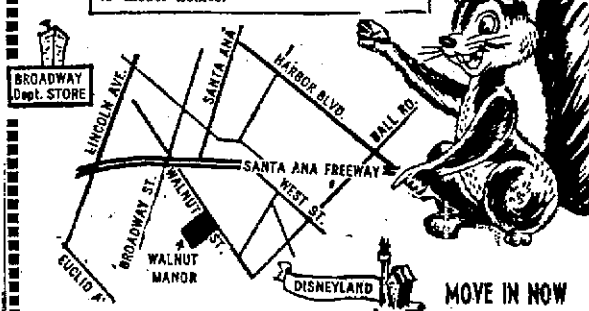 BROADWAY
Dept. STORE
LINCOLN AVE.
SANTA ANA
HARBOR BLVD.
BALL RD.
SANTA ANA FREEWAY
WEST ST.
WALNUT ST.
BROADWAY ST.
WALNUT
MANOR
EUCLID A
DISNEYLAND
MOVE IN NOW